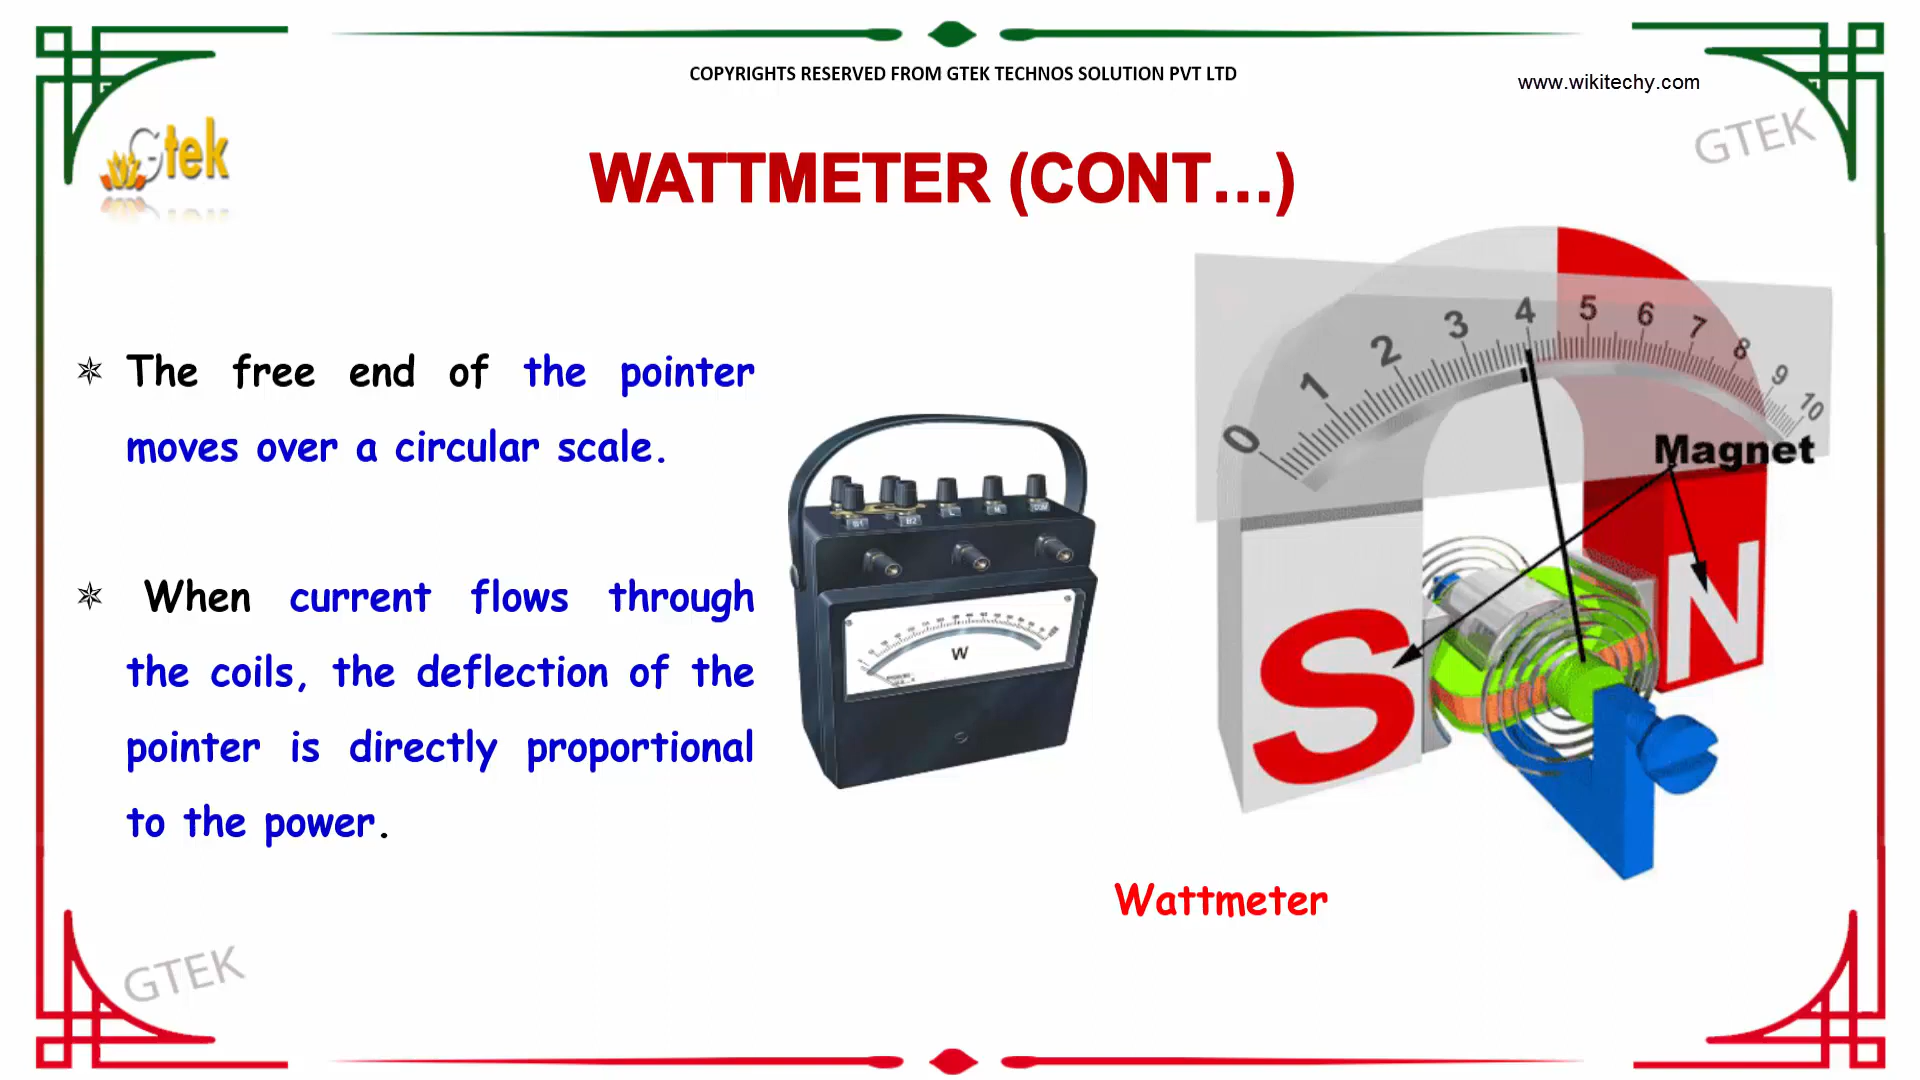 COPYRIGHTS RESERVED FROM GTEK TECHNOS SOLUTION PVT LTD
www.wikitechy.com
Gtek
GTEK
WATTMETER (CONT...)
The free end of the pointer
moves over a circular scale.
When current flows through
the coils, the deflection of the
pointer is directly proportional
to the power.
W
0 1 2 3 4 5 6 7 8 9 10
Magnet
S
N
Wattmeter
GTEK